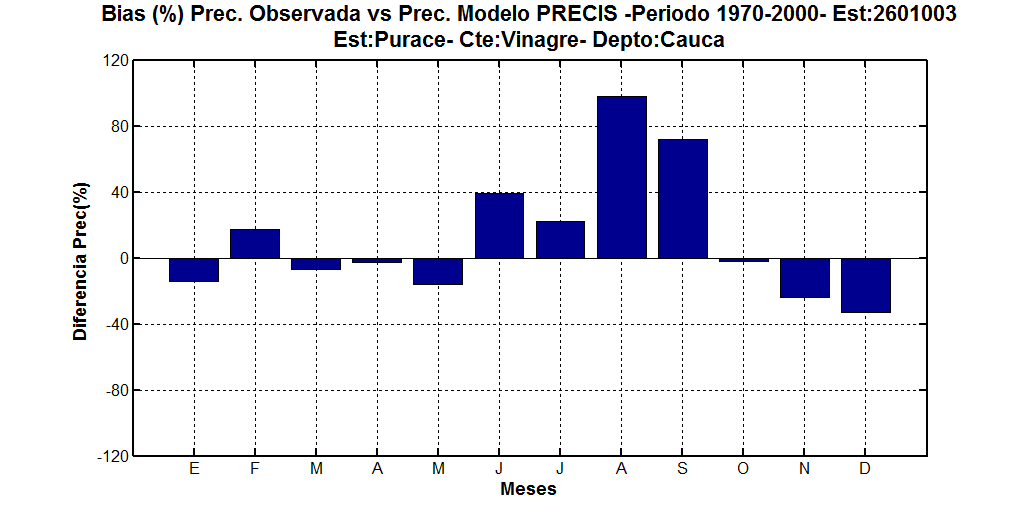 Bias (%) Prec. Observada vs Prec. Modelo PRECIS -Periodo 1970-2000- Est:2601003
Est:Purace- Cte:Vinagre- Depto:Cauca
120
80
40
0
-40
-80
-120
Diferencia Prec(%)
E F M A M J J A S O N D
Meses